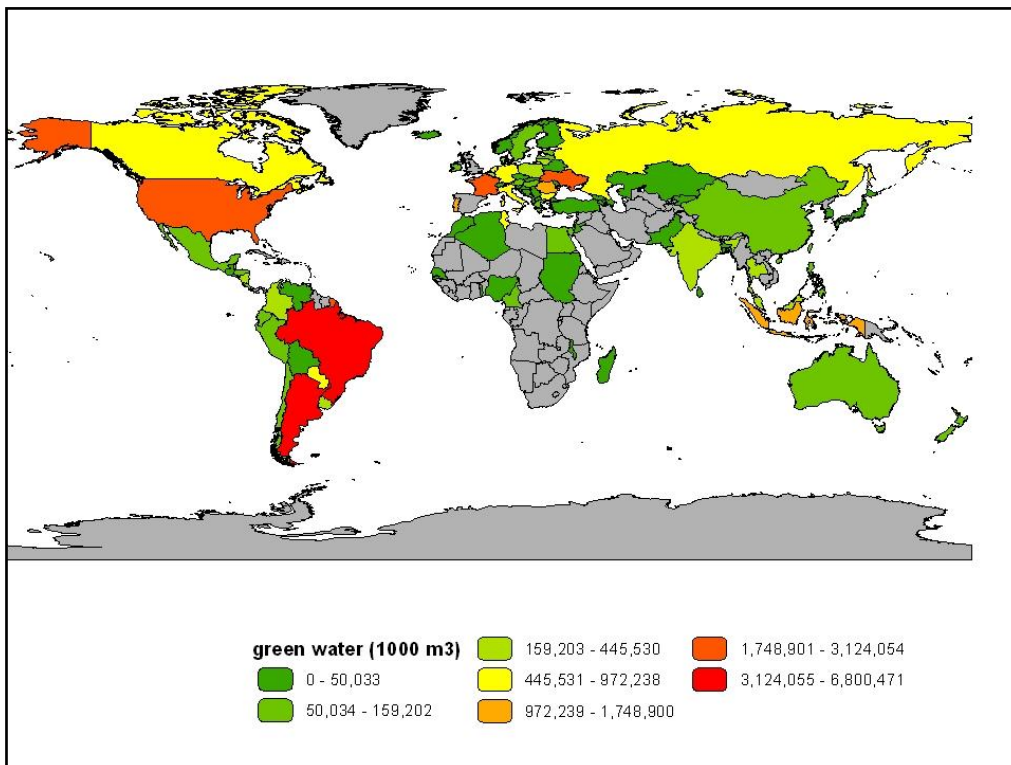 green water (1000 m3)
0 - 50,033
50,034 - 159,202
159,203 - 445,530
445,531 - 972,238
972,239 - 1,748,900
1,748,901 - 3,124,054
3,124,055 - 6,800,471